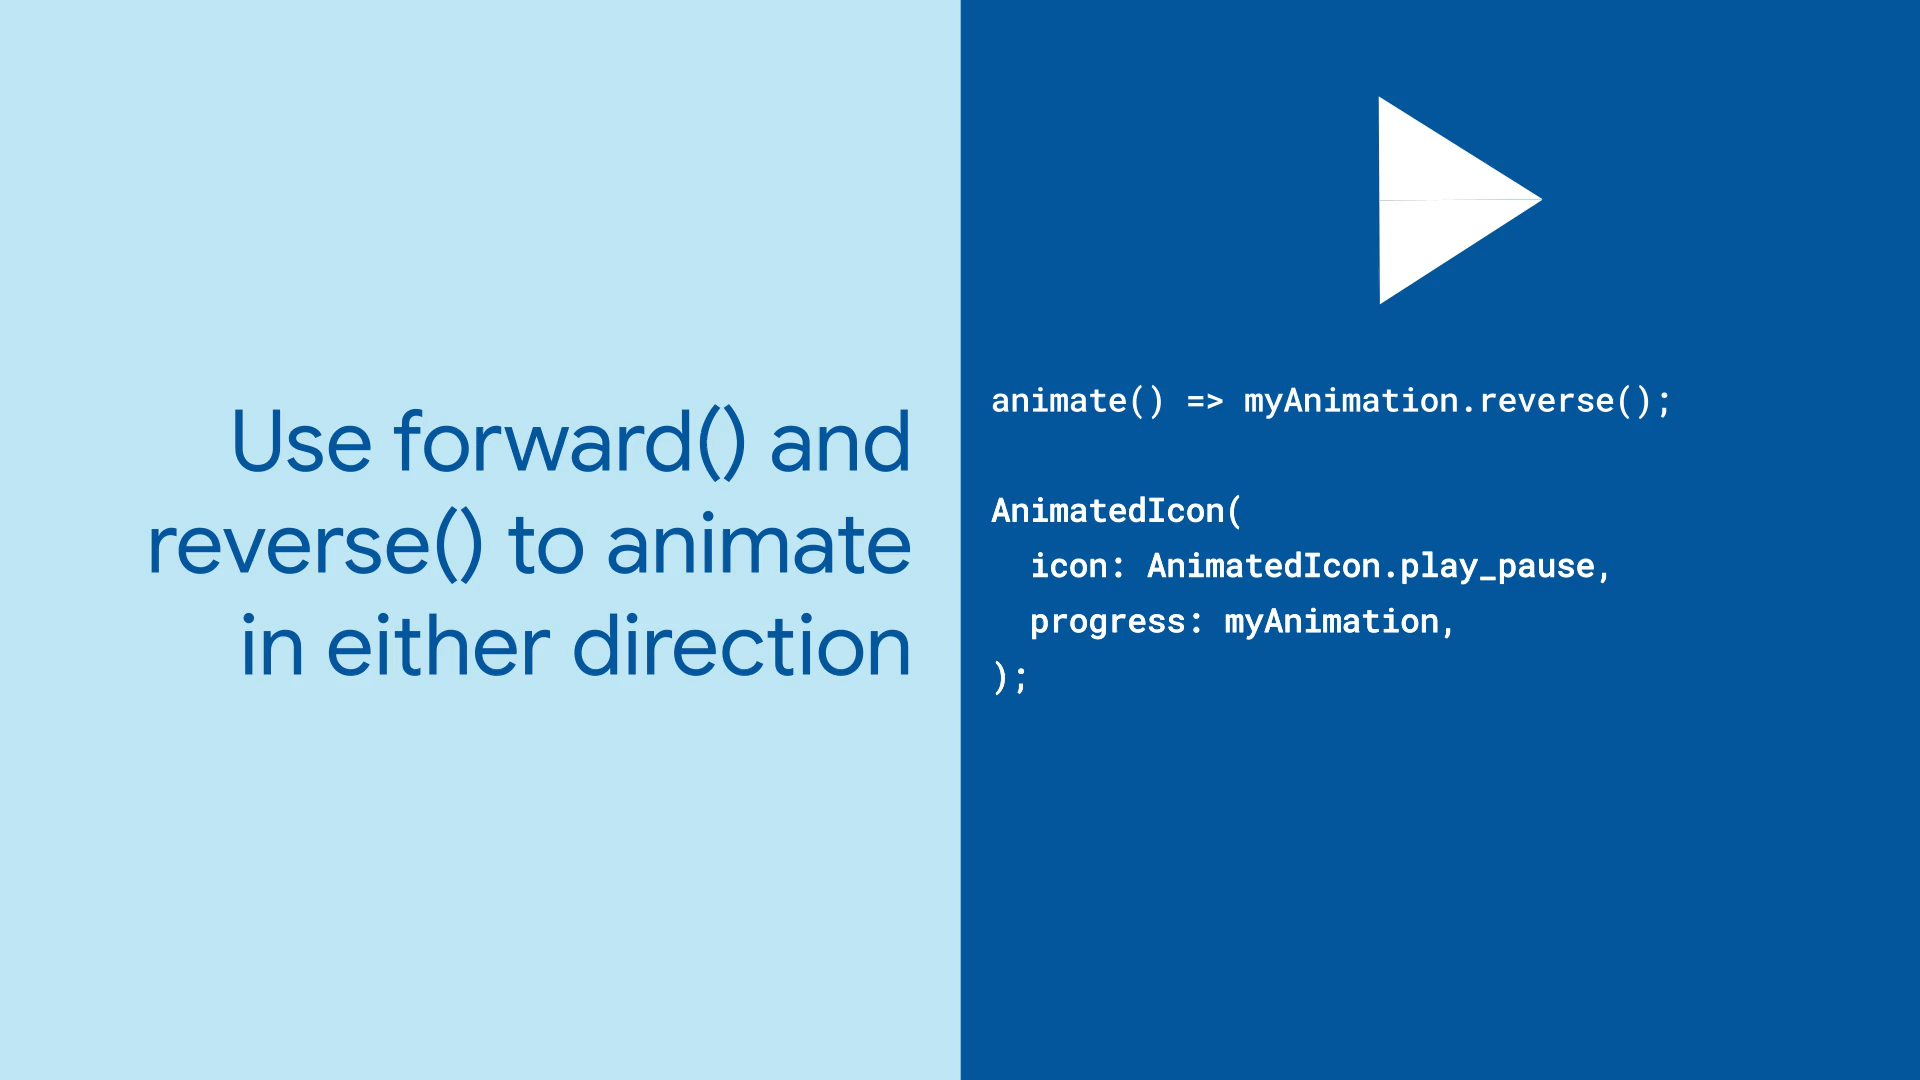 Use forward() and
reverse() to animate
in either direction
animate() => myAnimation.reverse();
AnimatedIcon(
  icon: AnimatedIcon.play_pause,
  progress: myAnimation,
);